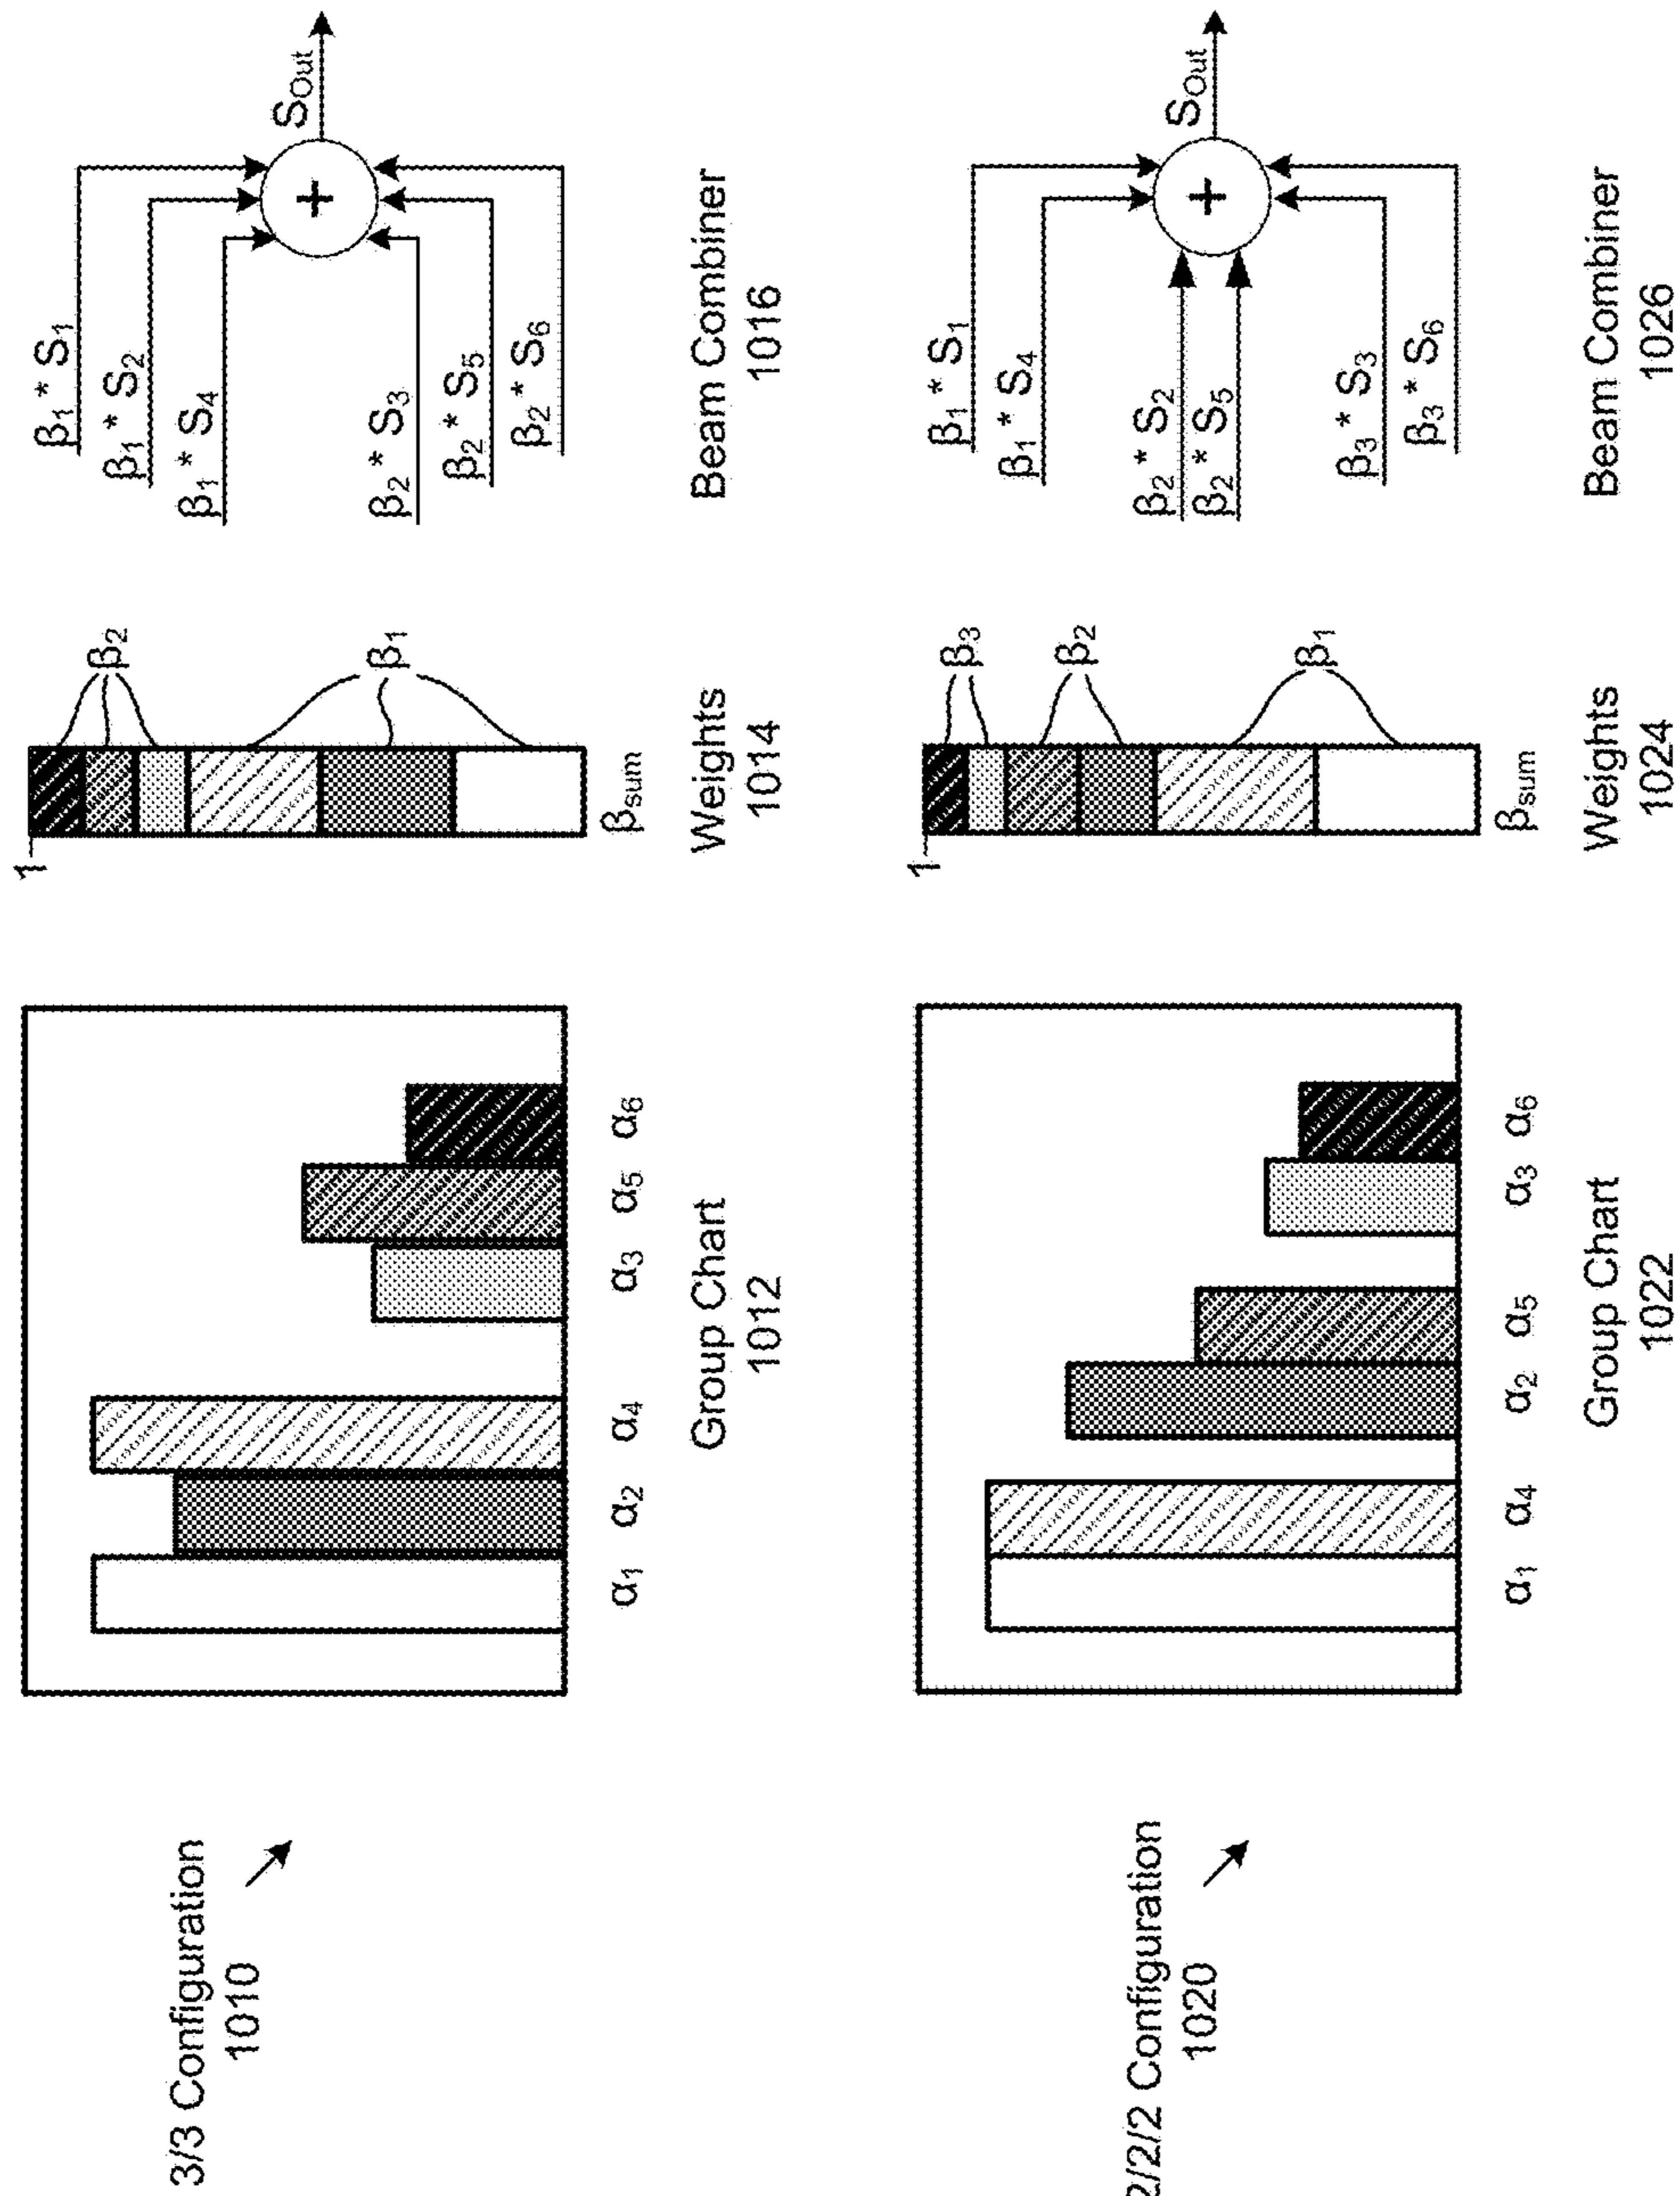 3/3 Configuration
1010
α1 α2 α4 α3 α5 α6
Group Chart
1012
1
β2
β1
βsum
Weights
1014
β1 * S1
β1 * S2
β1 * S4
β2 * S3
β2 * S5
β2 * S6
+
SOut
Beam Combiner
1016
2/2/2 Configuration
1020
α1 α4 α2 α5 α3 α6
Group Chart
1022
1
β3
β2
β1
βsum
Weights
1024
β1 * S1
β1 * S4
β2 * S2
β2 * S5
β3 * S3
β3 * S6
+
SOut
Beam Combiner
1026